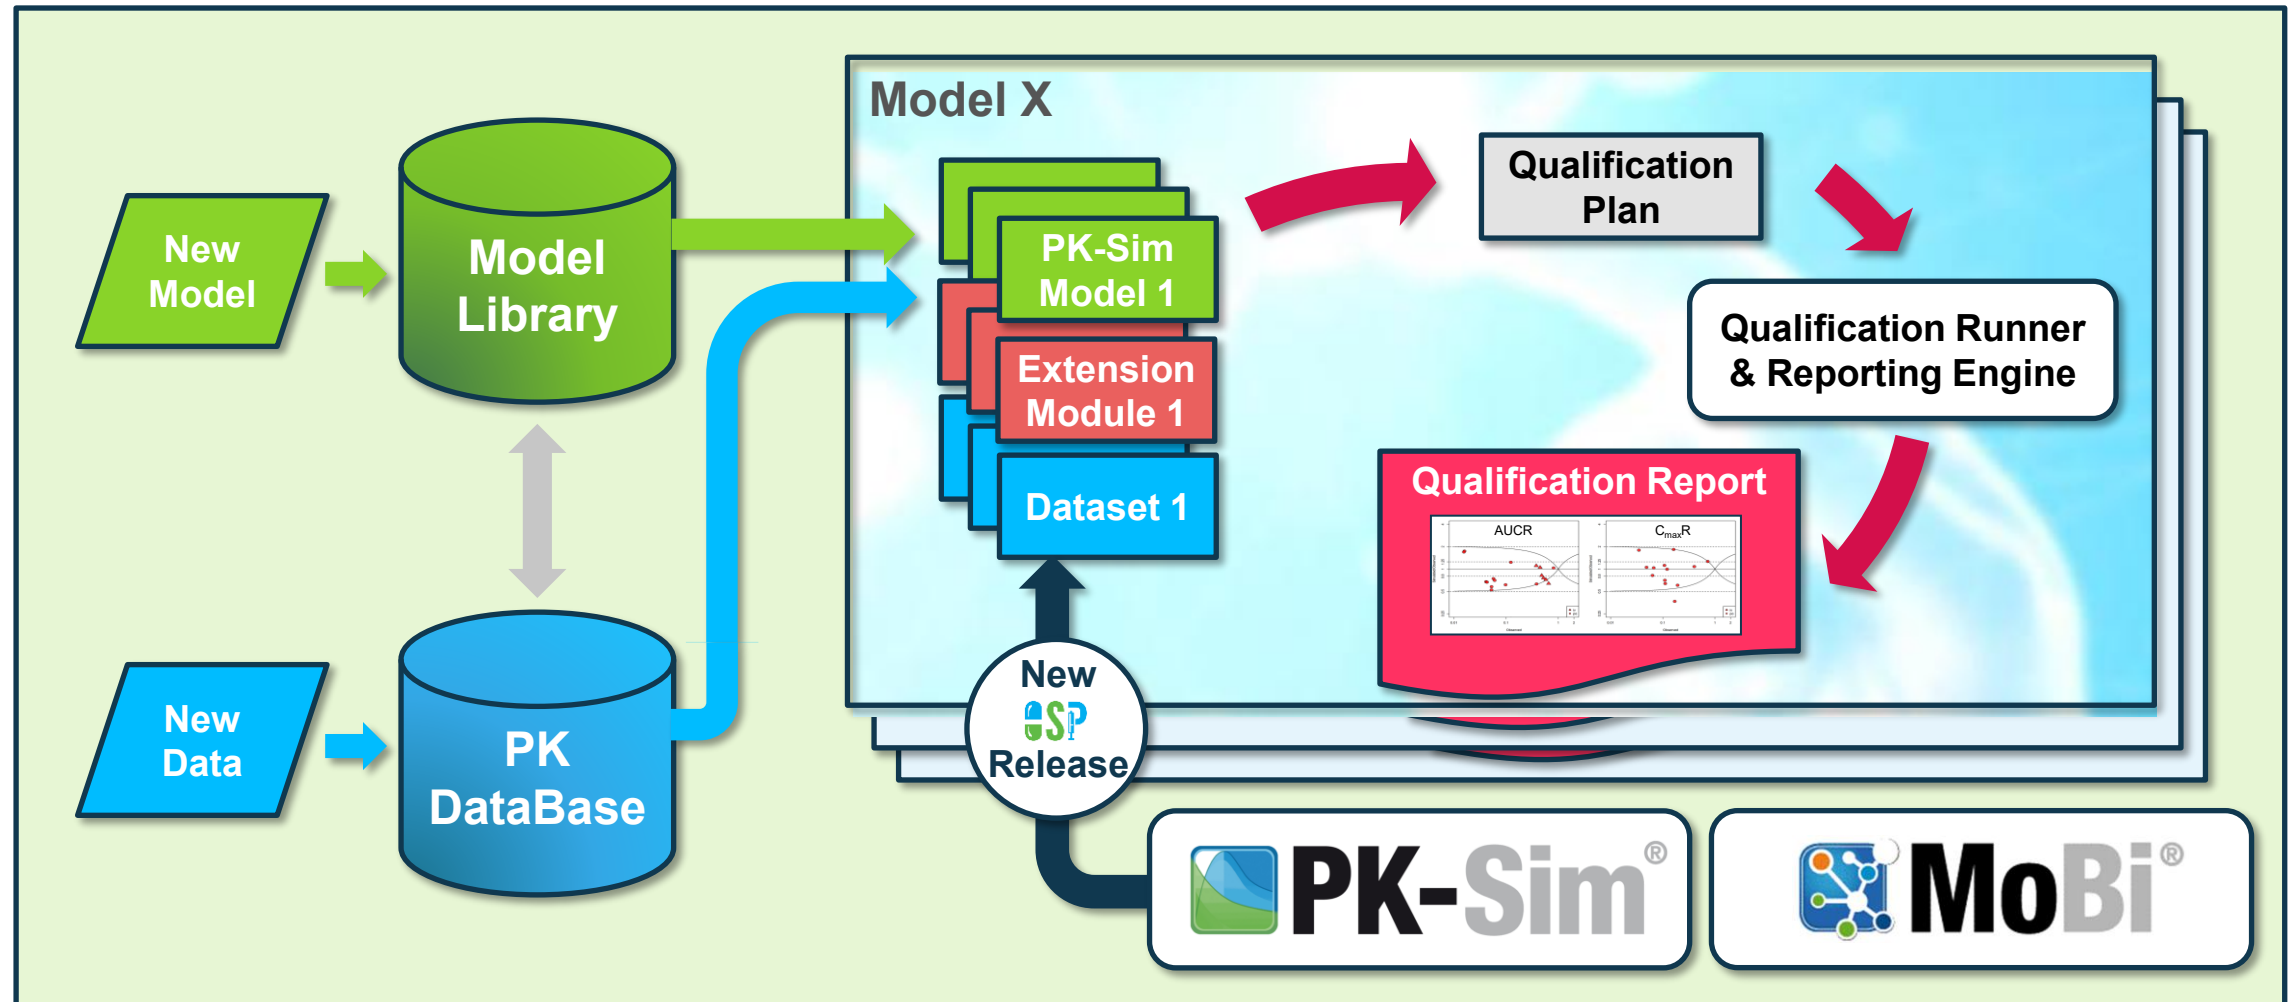 Model X
New
Model
Model
Library
PK-Sim
Model 1
Extension
Module 1
Dataset 1
Qualification
Plan
Qualification Runner
& Reporting Engine
Qualification Report
AUCR
CmaxR
New
Data
PK
DataBase
New
OSP
Release
PK-Sim®
MoBi®